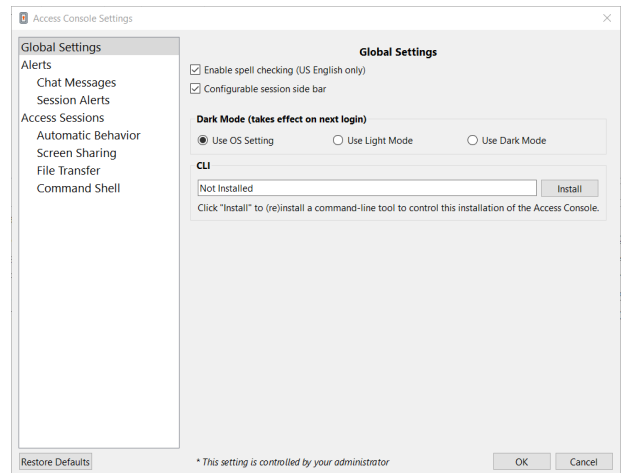 Access Console Settings
Global Settings
Alerts
Chat Messages
Session Alerts
Access Sessions
Automatic Behavior
Screen Sharing
File Transfer
Command Shell
Global Settings
Enable spell checking (US English only)
Configurable session side bar
Dark Mode (takes effect on next login)
Use OS Setting Use Light Mode Use Dark Mode
CLI
Not Installed Install
Click "Install" to (re)install a command-line tool to control this installation of the Access Console.
Restore Defaults * This setting is controlled by your administrator OK Cancel